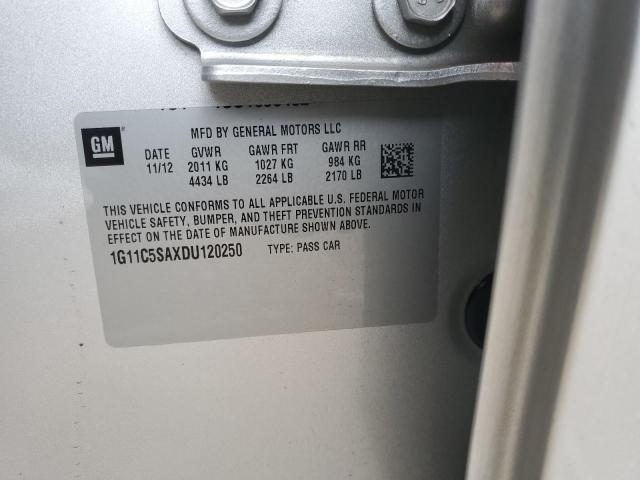 GM
MFD BY GENERAL MOTORS LLC
DATE GVWR GAWR FRT GAWR RR
11/12 2011 KG 1027 KG 984 KG
4434 LB 2264 LB 2170 LB
THIS VEHICLE CONFORMS TO ALL APPLICABLE U.S. FEDERAL MOTOR
VEHICLE SAFETY, BUMPER, AND THEFT PREVENTION STANDARDS IN
EFFECT ON THE DATE OF MANUFACTURE SHOWN ABOVE.
1G11C5SAXDU120250 TYPE: PASS CAR